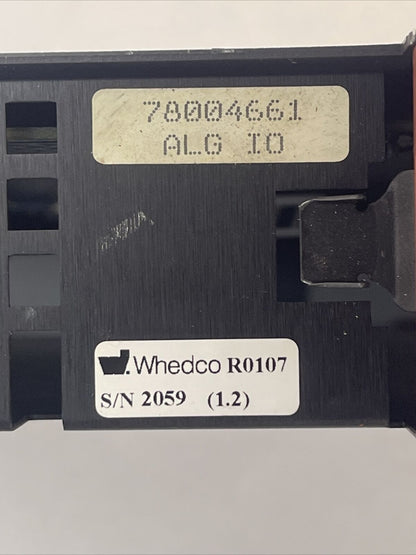 78004661
ALG IO
Whedco R0107
S/N 2059 (1.2)